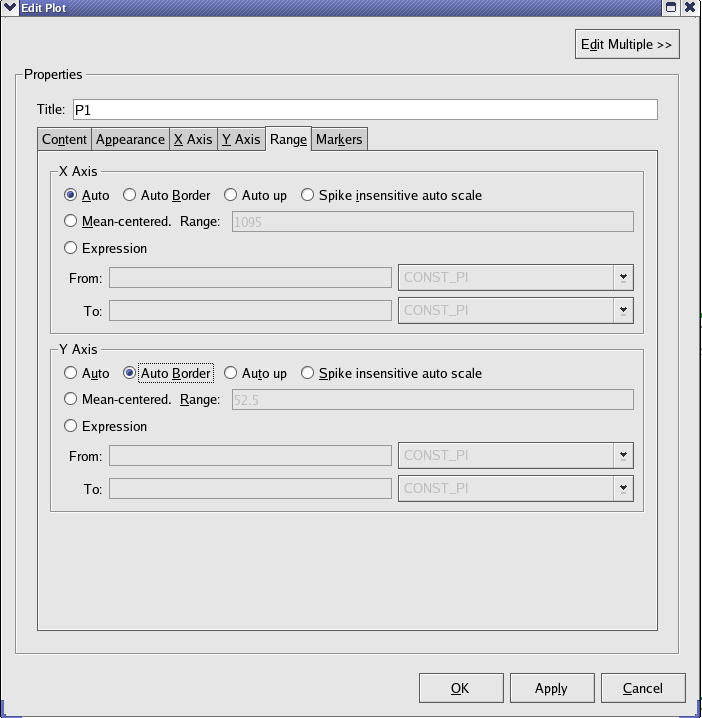 Edit Plot
Edit Multiple >>
Properties
Title: P1
Content Appearance X Axis Y Axis Range Markers
X Axis
Auto Auto Border Auto up Spike insensitive auto scale
Mean-centered. Range: 1095
Expression
From: CONST_PI
To: CONST_PI
Y Axis
Auto Auto Border Auto up Spike insensitive auto scale
Mean-centered. Range: 52.5
Expression
From: CONST_PI
To: CONST_PI
OK Apply Cancel